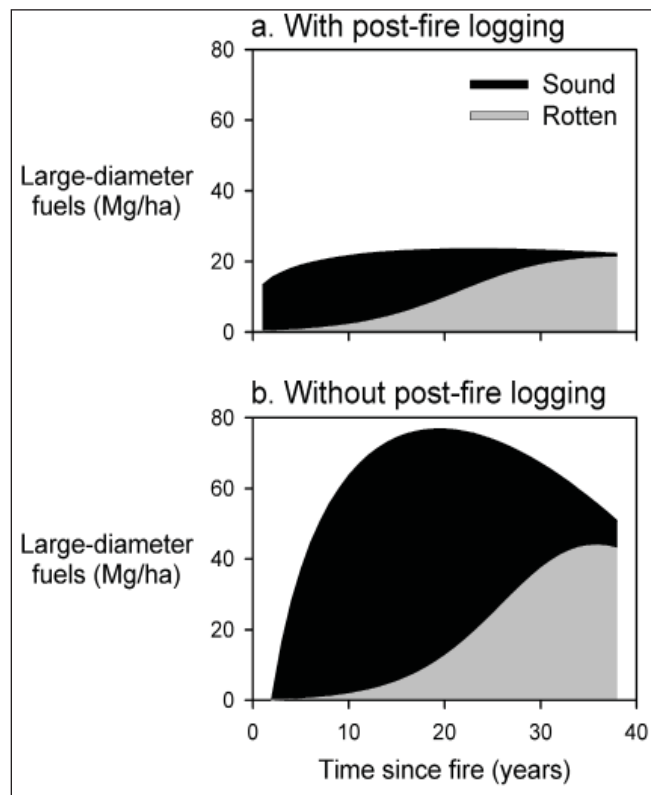 a. With post-fire logging
80
Sound
Rotten
60
Large-diameter
fuels (Mg/ha)
40
20
0
b. Without post-fire logging
80
60
Large-diameter
fuels (Mg/ha)
40
20
0
0 10 20 30 40
Time since fire (years)